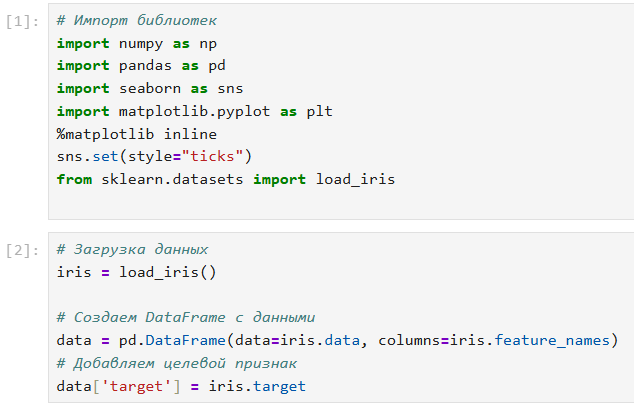 [1]:
# Импорт библиотек
import numpy as np
import pandas as pd
import seaborn as sns
import matplotlib.pyplot as plt
%matplotlib inline
sns.set(style="ticks")
from sklearn.datasets import load_iris
[2]:
# Загрузка данных
iris = load_iris()
# Создаем DataFrame с данными
data = pd.DataFrame(data=iris.data, columns=iris.feature_names)
# Добавляем целевой признак
data['target'] = iris.target